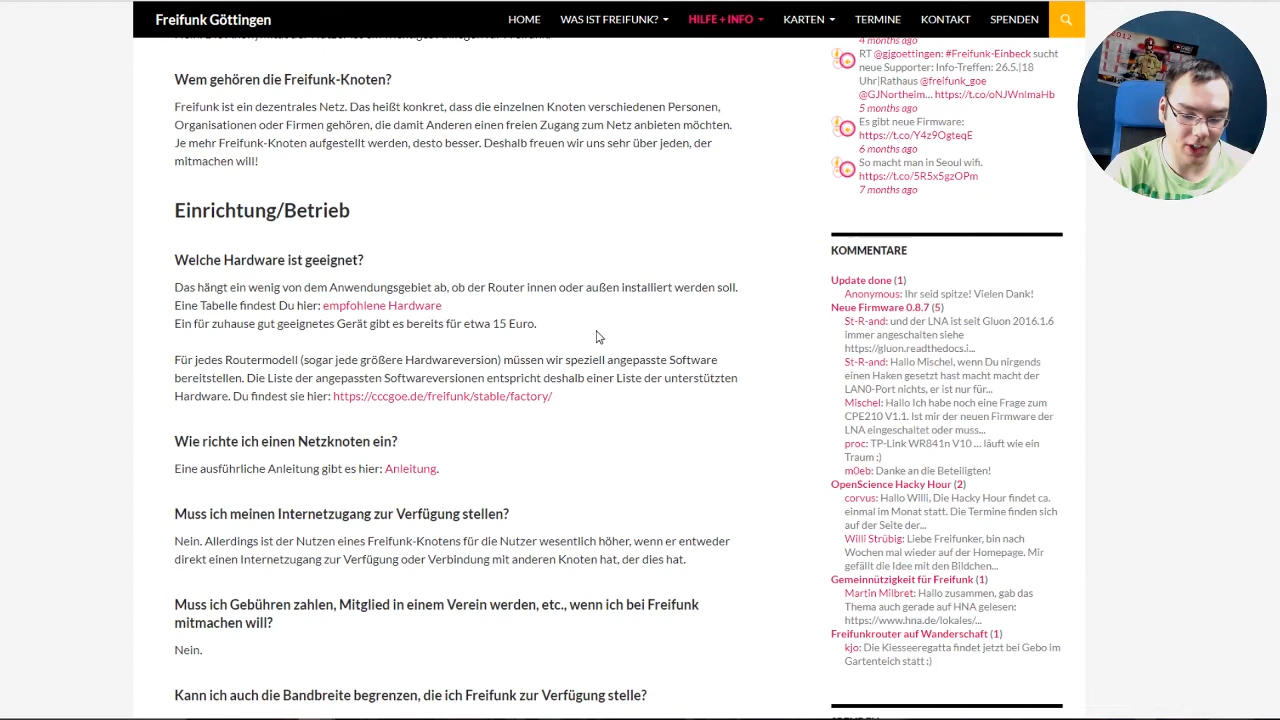 Freifunk Göttingen
HOME WAS IST FREIFUNK? HILFE + INFO KARTEN TERMINE KONTAKT SPENDEN
Wem gehören die Freifunk-Knoten?
Freifunk ist ein dezentrales Netz. Das heißt konkret, dass die einzelnen Knoten verschiedenen Personen,
Organisationen oder Firmen gehören, die damit Anderen einen freien Zugang zum Netz anbieten möchten.
Je mehr Freifunk-Knoten aufgestellt werden, desto besser. Deshalb freuen wir uns sehr über jeden, der
mitmachen will!
Einrichtung/Betrieb
Welche Hardware ist geeignet?
Das hängt ein wenig von dem Anwendungsgebiet ab, ob der Router innen oder außen installiert werden soll.
Eine Tabelle findest Du hier: empfohlene Hardware
Ein für zuhause gut geeignetes Gerät gibt es bereits für etwa 15 Euro.
Für jedes Routermodell (sogar jede größere Hardwareversion) müssen wir speziell angepasste Software
bereitstellen. Die Liste der angepassten Softwareversionen entspricht deshalb einer Liste der unterstützten
Hardware. Du findest sie hier: https://cccgoe.de/freifunk/stable/factory/
Wie richte ich einen Netzknoten ein?
Eine ausführliche Anleitung gibt es hier: Anleitung.
Muss ich meinen Internetzugang zur Verfügung stellen?
Nein. Allerdings ist der Nutzen eines Freifunk-Knotens für die Nutzer wesentlich höher, wenn er entweder
direkt einen Internetzugang zur Verfügung oder Verbindung mit anderen Knoten hat, der dies hat.
Muss ich Gebühren zahlen, Mitglied in einem Verein werden, etc., wenn ich bei Freifunk
mitmachen will?
Nein.
Kann ich auch die Bandbreite begrenzen, die ich Freifunk zur Verfügung stelle?
4 months ago
RT @gjgoettingen: #Freifunk-Einbeck sucht
neue Supporter: Info-Treffen: 26.5.|18
Uhr|Rathaus @freifunk_goe
@GJNortheim… https://t.co/oNJWnlmaHb
5 months ago
Es gibt neue Firmware:
https://t.co/Y4z9OgteqE
6 months ago
So macht man in Seoul wifi.
https://t.co/5R5x5gzOPm
7 months ago
KOMMENTARE
Update done (1)
Anonymous: Ihr seid spitze! Vielen Dank!
Neue Firmware 0.8.7 (5)
St-R-and: und der LNA ist seit Gluon 2016.1.6
immer angeschalten siehe
https://gluon.readthedocs.i...
St-R-and: Hallo Mischel, wenn Du nirgends
einen Haken gesetzt hast macht macht der
LAN0-Port nichts, er ist nur für...
Mischel: Hallo Ich habe noch eine Frage zum
CPE210 V1.1. Ist mir der neuen Firmware der
LNA eingeschaltet oder muss...
proc: TP-Link WR841n V10 ... läuft wie ein
Traum ;)
m0eb: Danke an die Beteiligten!
OpenScience Hacky Hour (2)
corvus: Hallo Willi, Die Hacky Hour findet ca.
einmal im Monat statt. Die Termine finden sich
auf der Seite der...
Willi Strübig: Liebe Freifunker, bin nach
Wochen mal wieder auf der Homepage. Mir
gefällt die Idee mit den Bildchen...
Gemeinnützigkeit für Freifunk (1)
Martin Milbret: Hallo zusammen, gab das
Thema auch gerade auf HNA gelesen:
https://www.hna.de/lokales/...
Freifunkrouter auf Wanderschaft (1)
kjo: Die Kiesseeregatta findet jetzt bei Gebo im
Gartenteich statt :)
2012